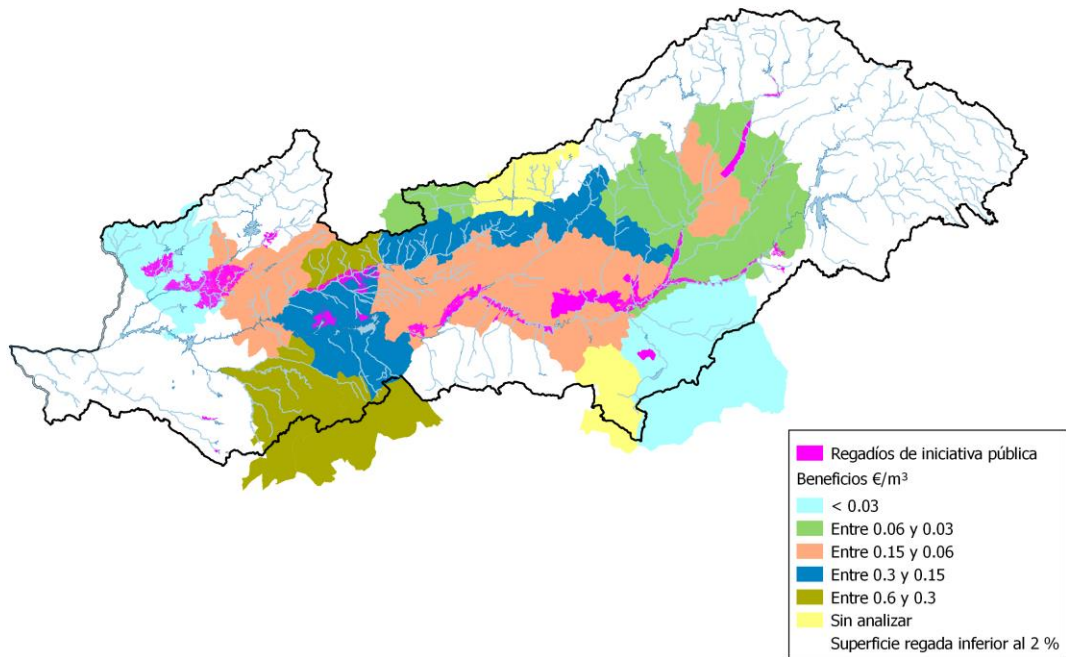 Regadíos de iniciativa pública
Beneficios €/m³
< 0.03
Entre 0.06 y 0.03
Entre 0.15 y 0.06
Entre 0.3 y 0.15
Entre 0.6 y 0.3
Sin analizar
Superficie regada inferior al 2 %